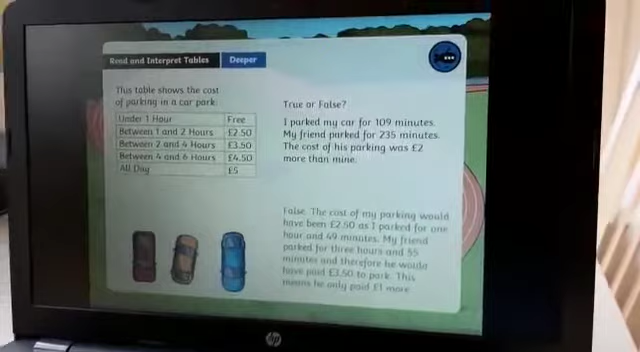 Read and Interpret Tables Deeper
This table shows the cost
of parking in a car park.
Under 1 Hour Free
Between 1 and 2 Hours £2.50
Between 2 and 4 Hours £3.50
Between 4 and 6 Hours £4.50
All Day £5
True or False?
I parked my car for 109 minutes.
My friend parked for 235 minutes.
The cost of his parking was £2
more than mine.
False. The cost of my parking would
have been £2.50 as I parked for one
hour and 49 minutes. My friend
parked for three hours and 55
minutes and therefore he would
have paid £3.50 to park. This
means he only paid £1 more
hp